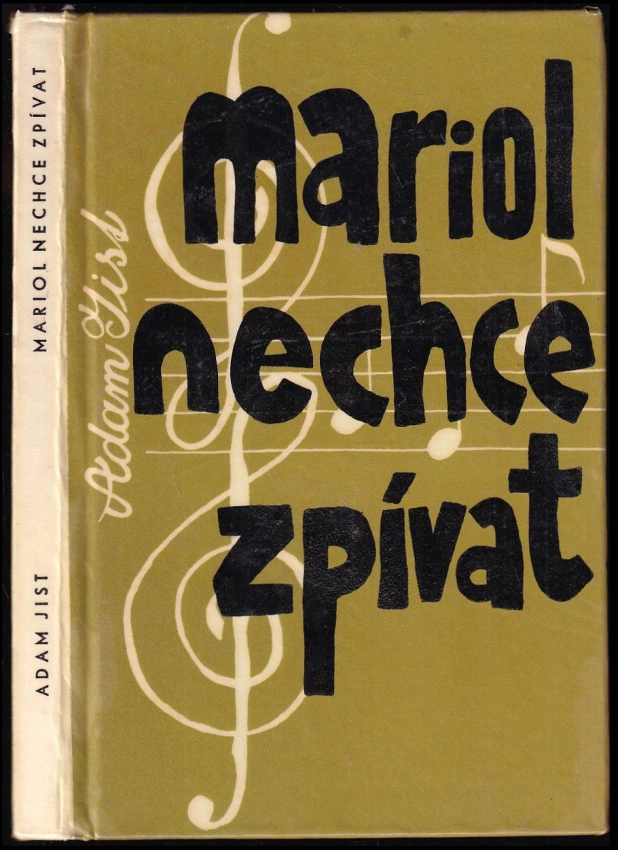 MARIOL NECHCE ZPÍVAT
ADAM JIST
Adam Jist
mariol
nechce
zpívat